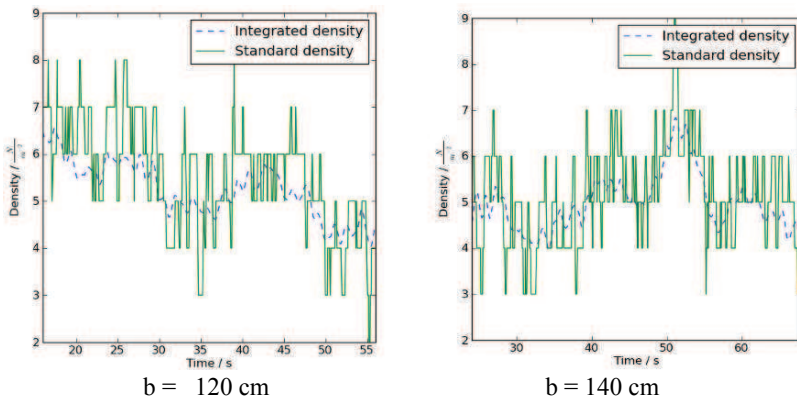 9
8
7
6
5
4
3
2
Density / N/m^2
Integrated density
Standard density
20 25 30 35 40 45 50 55
Time / s
b = 120 cm
9
8
7
6
5
4
3
2
Density /
Integrated density
Standard density
30 40 50 60
Time / s
b = 140 cm